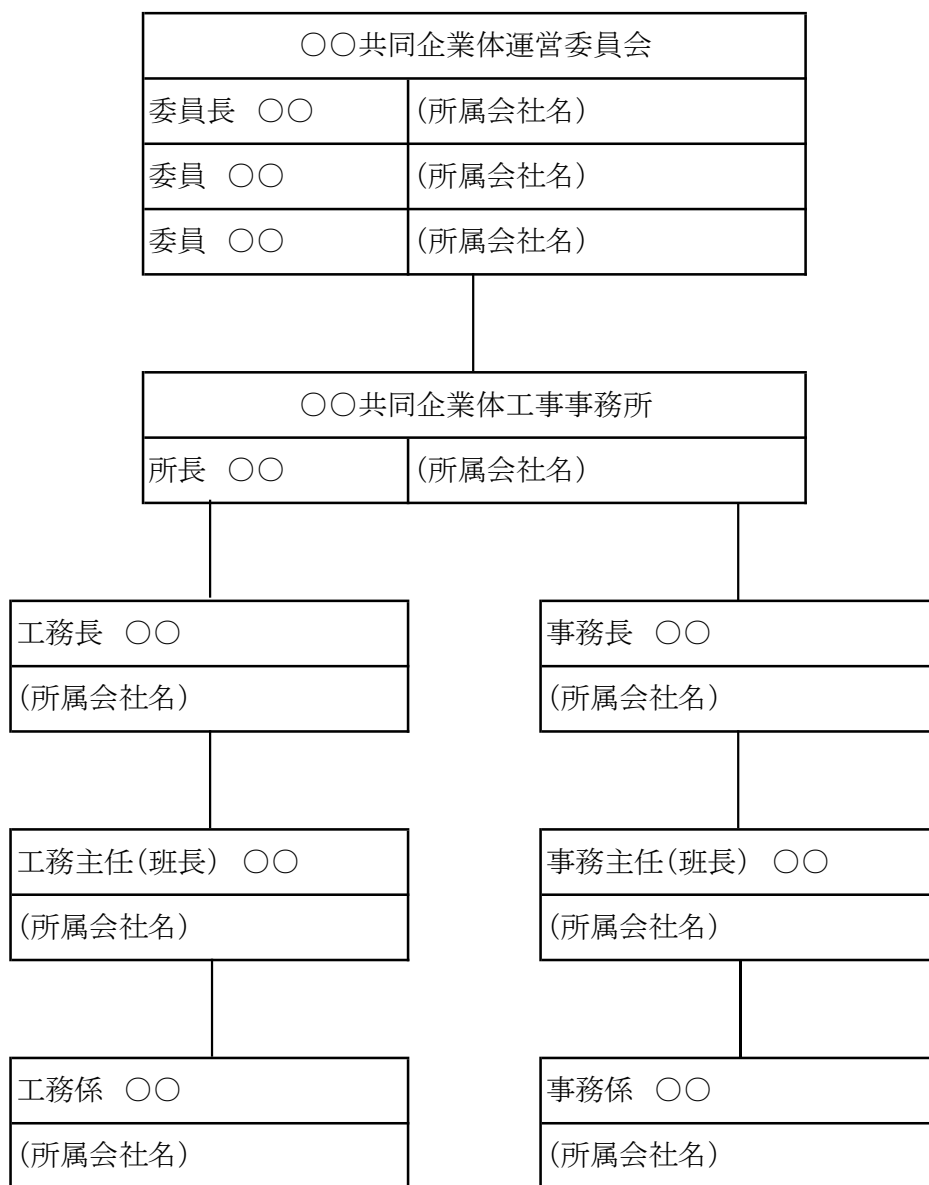 ○○共同企業体運営委員会
委員長 ○○ (所属会社名)
委員 ○○ (所属会社名)
委員 ○○ (所属会社名)
○○共同企業体工事事務所
所長 ○○ (所属会社名)
工務長 ○○
(所属会社名)
事務長 ○○
(所属会社名)
工務主任(班長) ○○
(所属会社名)
事務主任(班長) ○○
(所属会社名)
工務係 ○○
(所属会社名)
事務係 ○○
(所属会社名)